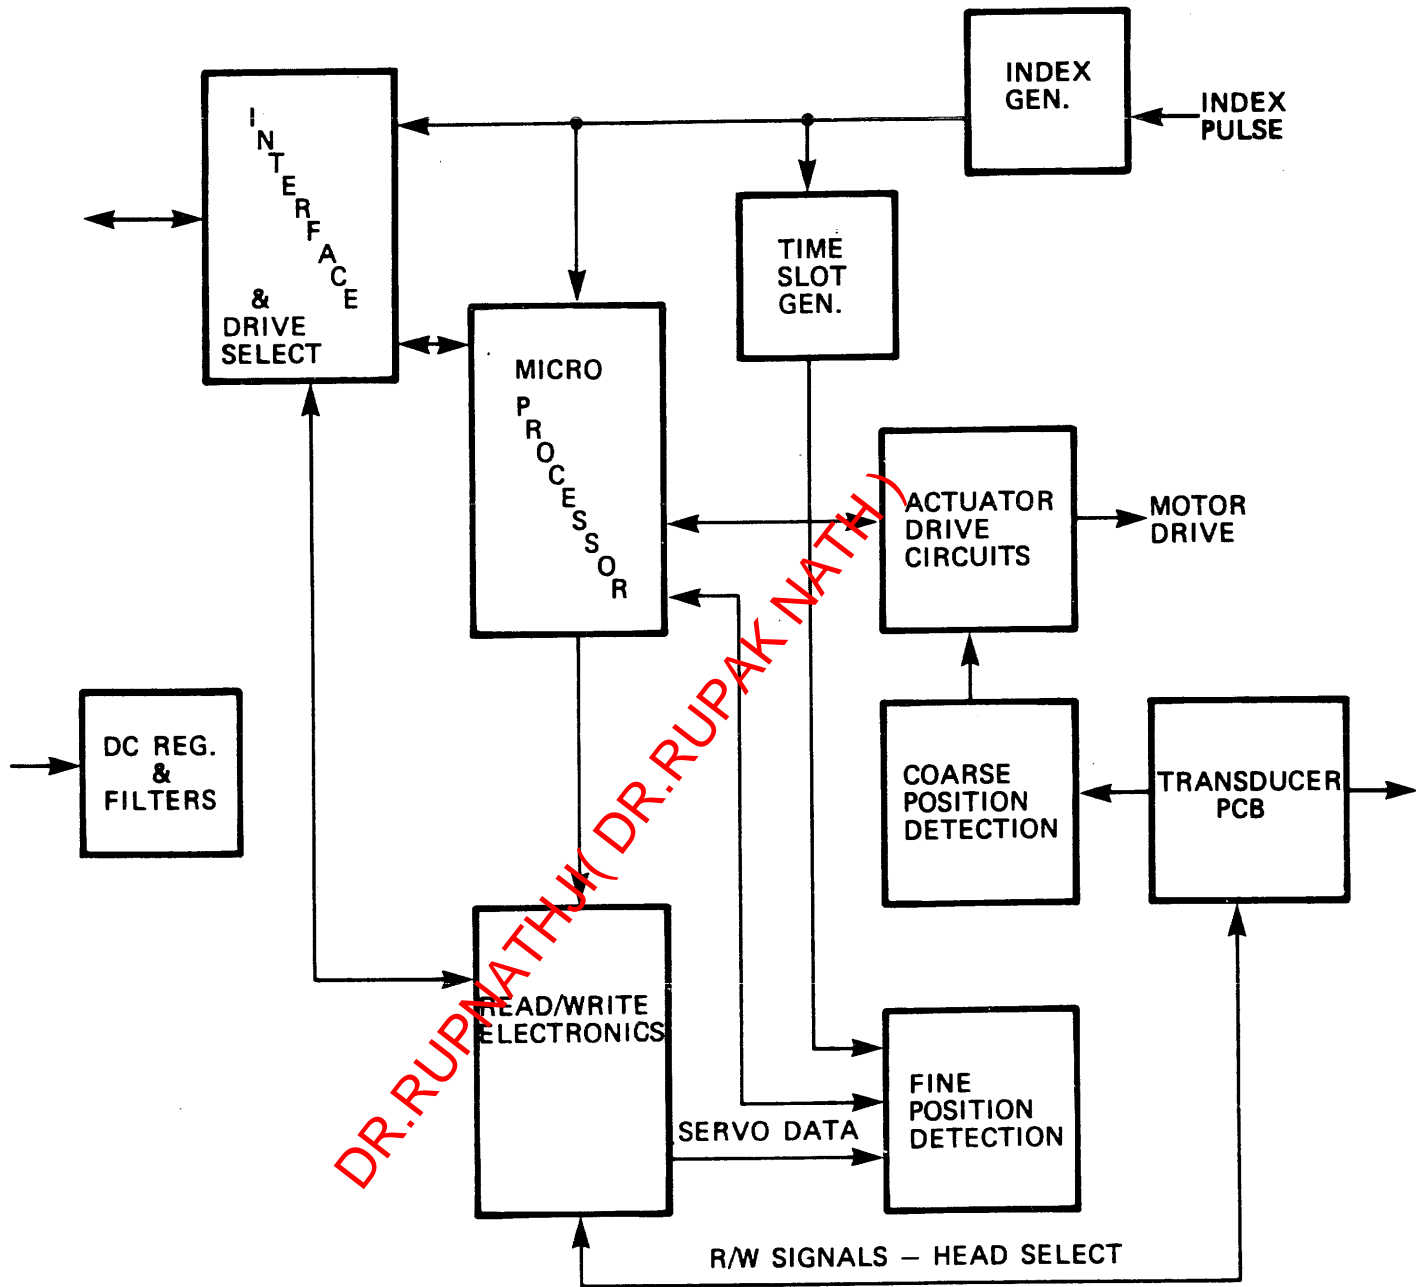 INDEX
GEN.
INDEX
PULSE
INTERFACE
&
DRIVE
SELECT
TIME
SLOT
GEN.
MICRO
PROCESSOR
ACTUATOR
DRIVE
CIRCUITS
MOTOR
DRIVE
DC REG.
&
FILTERS
COARSE
POSITION
DETECTION
TRANSDUCER
PCB
READ/WRITE
ELECTRONICS
FINE
POSITION
DETECTION
SERVO DATA
R/W SIGNALS – HEAD SELECT
DR.RUPNATHJI( DR.RUPAK NATH )